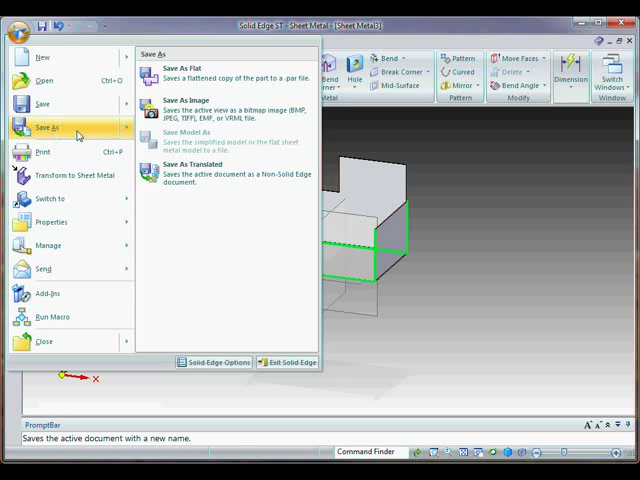 Solid Edge ST - Sheet Metal - [Sheet Metal3]
New
Open Ctrl+O
Save
Save As
Print Ctrl+P
Transform to Sheet Metal
Switch to
Properties
Manage
Send
Add-Ins
Run Macro
Close
Save As
Save As Flat
Saves a flattened copy of the part to a .par file.
Save As Image
Saves the active view as a bitmap image (BMP,
JPEG, TIFF), EMF, or VRML file.
Save Model As
Saves the simplified model or the flat sheet
metal model to a file.
Save As Translated
Saves the active document as a Non-Solid Edge
document.
Solid Edge Options
Exit Solid Edge
Bend
Break Corner
Mid-Surface
Hole
Pattern
Curved
Mirror
Pattern
Move Faces
Delete
Bend Angle
Modify
Dimension
Switch
Windows
Window
X
PromptBar
Saves the active document with a new name.
Command Finder